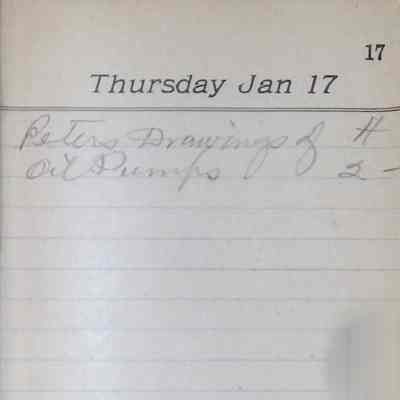 17
Thursday Jan 17
Peters Drawings of H
Oil Pumps 2 -